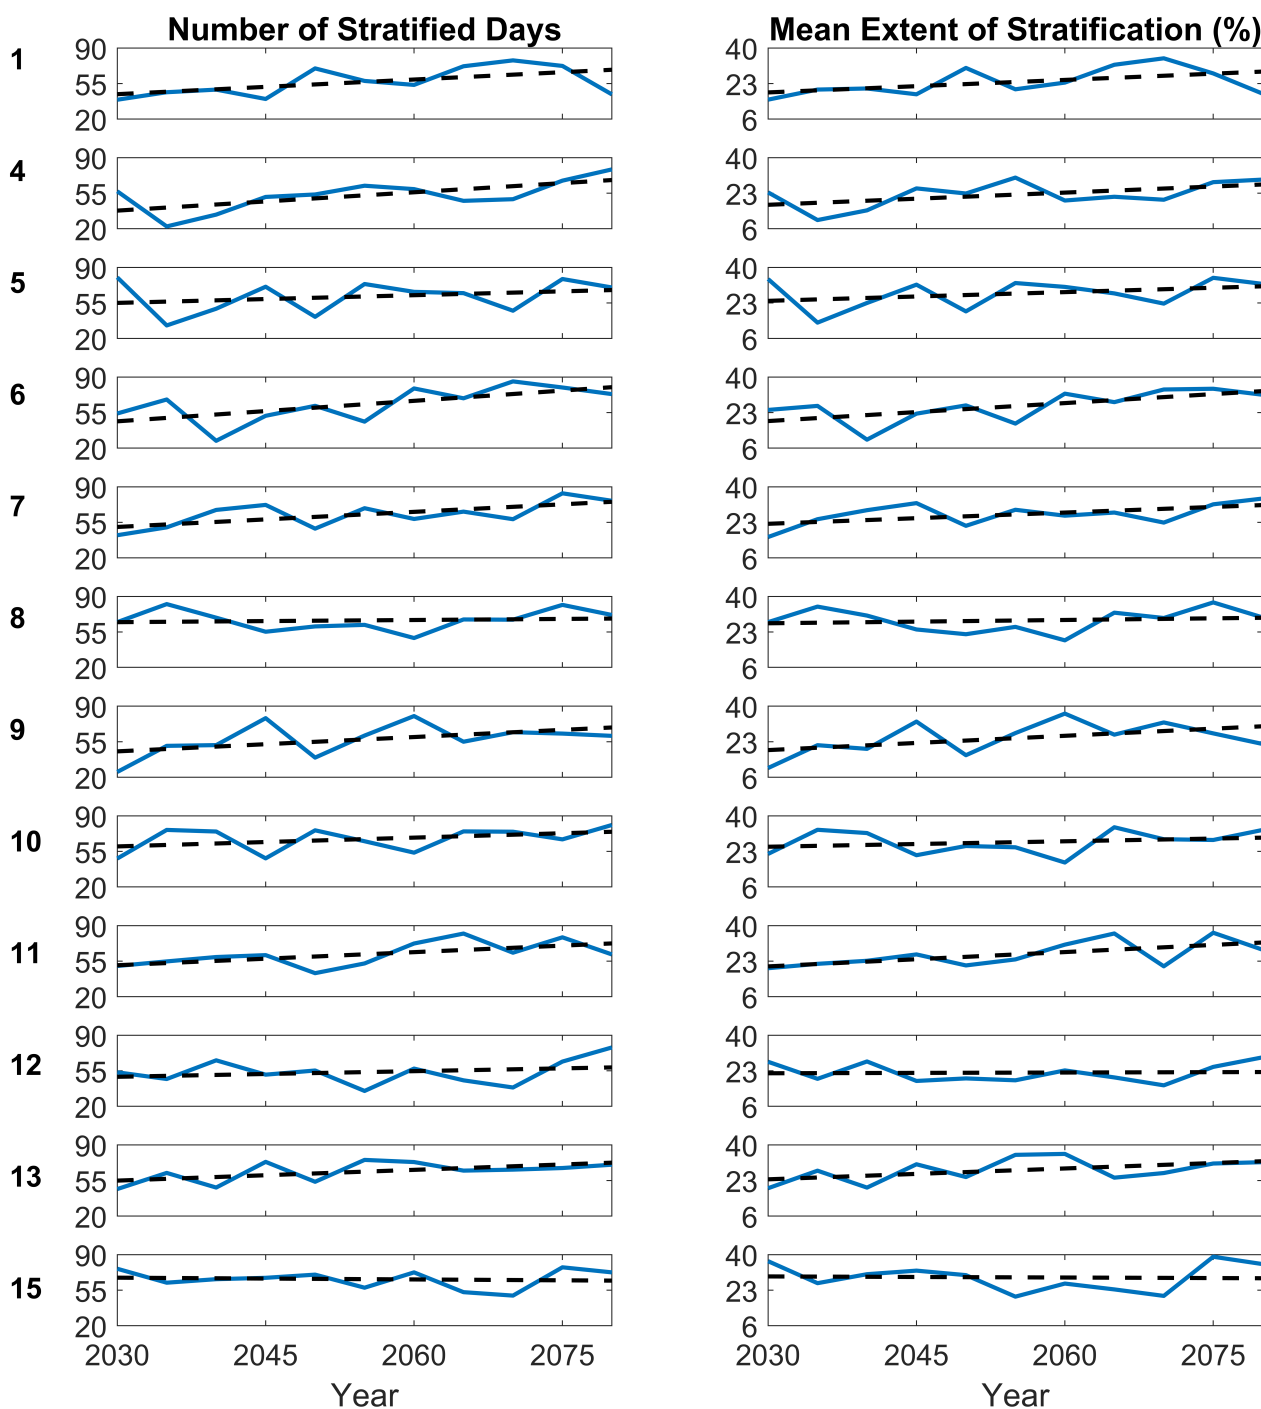 Number of Stratified Days Mean Extent of Stratification (%)
1 90 55 20 40 23 6
4 90 55 20 40 23 6
5 90 55 20 40 23 6
6 90 55 20 40 23 6
7 90 55 20 40 23 6
8 90 55 20 40 23 6
9 90 55 20 40 23 6
10 90 55 20 40 23 6
11 90 55 20 40 23 6
12 90 55 20 40 23 6
13 90 55 20 40 23 6
15 90 55 20 40 23 6
2030 2045 2060 2075 2030 2045 2060 2075
Year Year